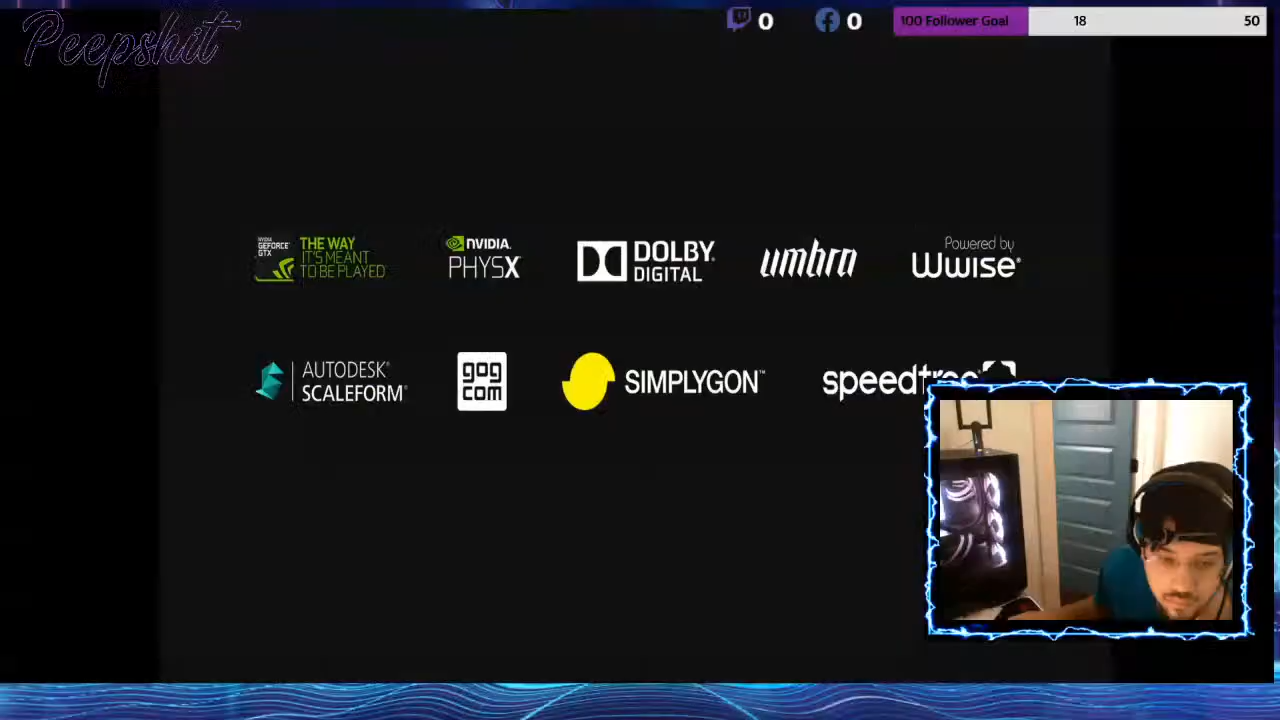 Peepshit
0
0
100 Follower Goal
18
50
NVIDIA
GEFORCE
GTX
THE WAY
IT'S MEANT
TO BE PLAYED
NVIDIA.
PHYSX
DOLBY
DIGITAL
umbra
Powered by
Wwise®
AUTODESK®
SCALEFORM®
gog
com
SIMPLYGON™
speedtree